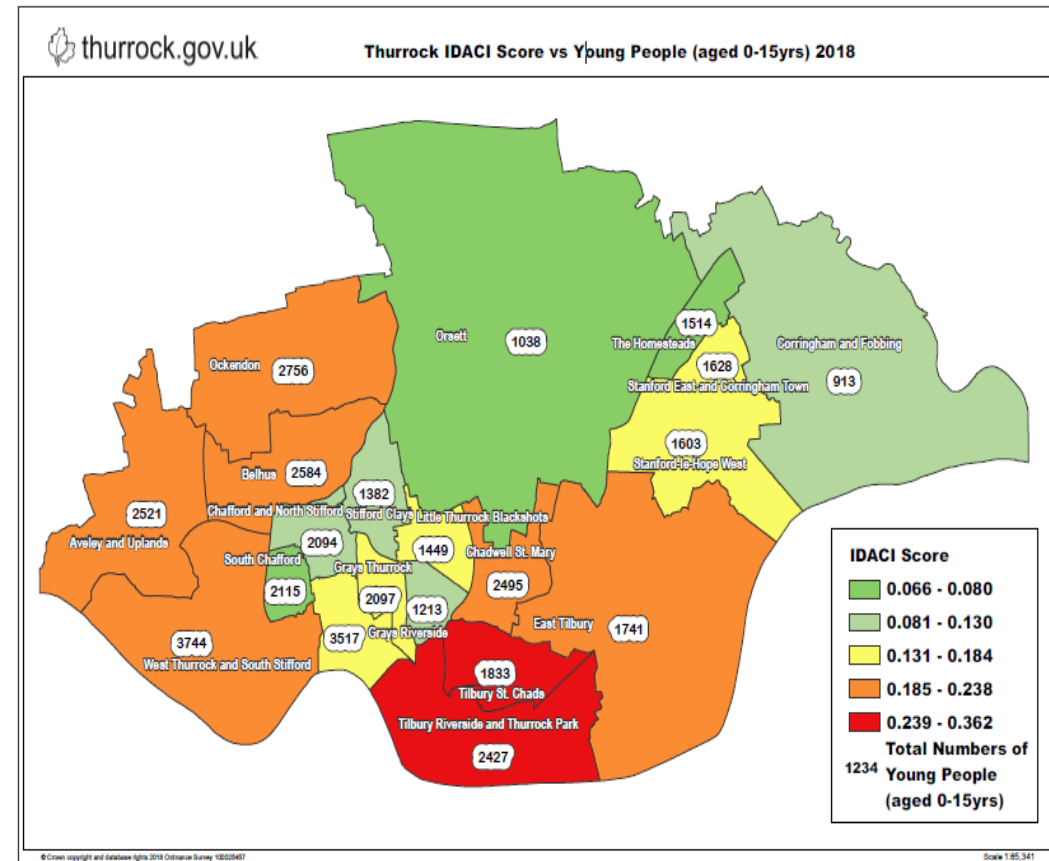 thurrock.gov.uk
Thurrock IDACI Score vs Young People (aged 0-15yrs) 2018
Orsett
1038
The Homesteads
1514
Corringham and Fobbing
913
1628
Stanford East and Corringham Town
1603
Stanford-le-Hope West
Ockendon
2756
Belhus
2584
2521
Aveley and Uplands
1382
Chafford and North Stifford
Stifford Clays
Little Thurrock Blackshots
2094
1449
South Chafford
2115
Grays Thurrock
2097
Chadwell St. Mary
2495
1213
3517
Grays Riverside
3744
West Thurrock and South Stifford
East Tilbury
1741
1833
Tilbury St. Chads
Tilbury Riverside and Thurrock Park
2427
IDACI Score
0.066 - 0.080
0.081 - 0.130
0.131 - 0.184
0.185 - 0.238
0.239 - 0.362
1234
Total Numbers of
Young People
(aged 0-15yrs)
© Crown copyright and database rights 2018 Ordnance Survey 100025457
Scale 1:85,341